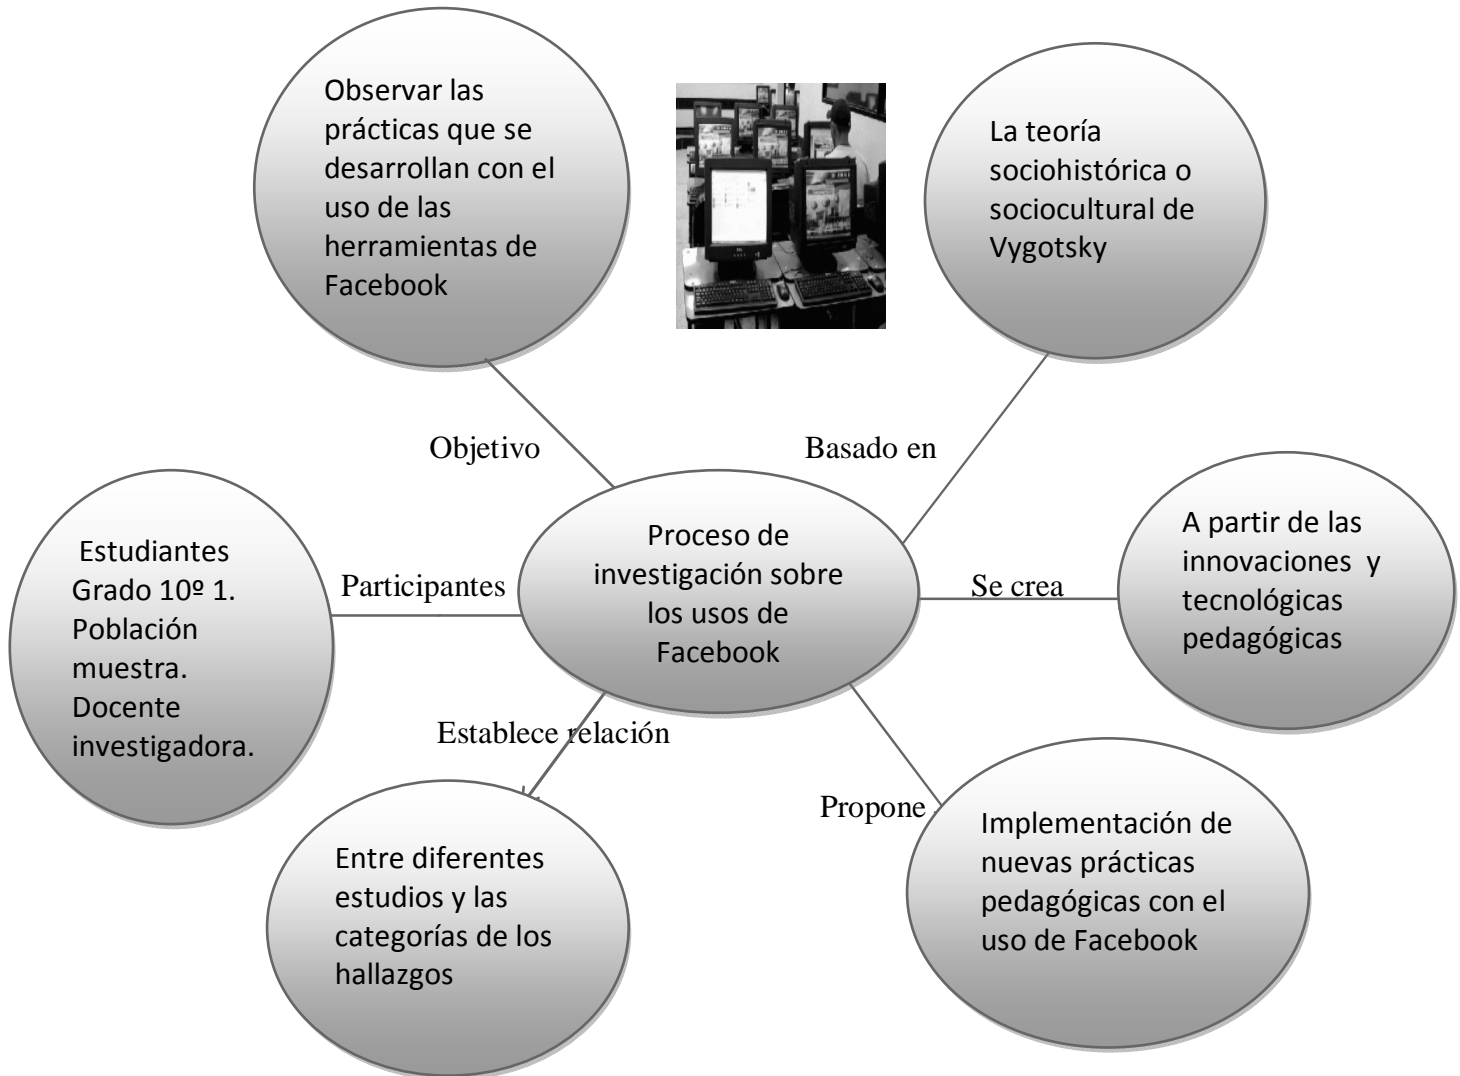 Observar las
prácticas que se
desarrollan con el
uso de las
herramientas de
Facebook
La teoría
sociohistórica o
sociocultural de
Vygotsky
Objetivo
Basado en
Estudiantes
Grado 10º 1.
Población
muestra.
Docente
investigadora.
Participantes
Proceso de
investigación sobre
los usos de
Facebook
Se crea
A partir de las
innovaciones y
tecnológicas
pedagógicas
Establece relación
Propone
Entre diferentes
estudios y las
categorías de los
hallazgos
Implementación de
nuevas prácticas
pedagógicas con el
uso de Facebook